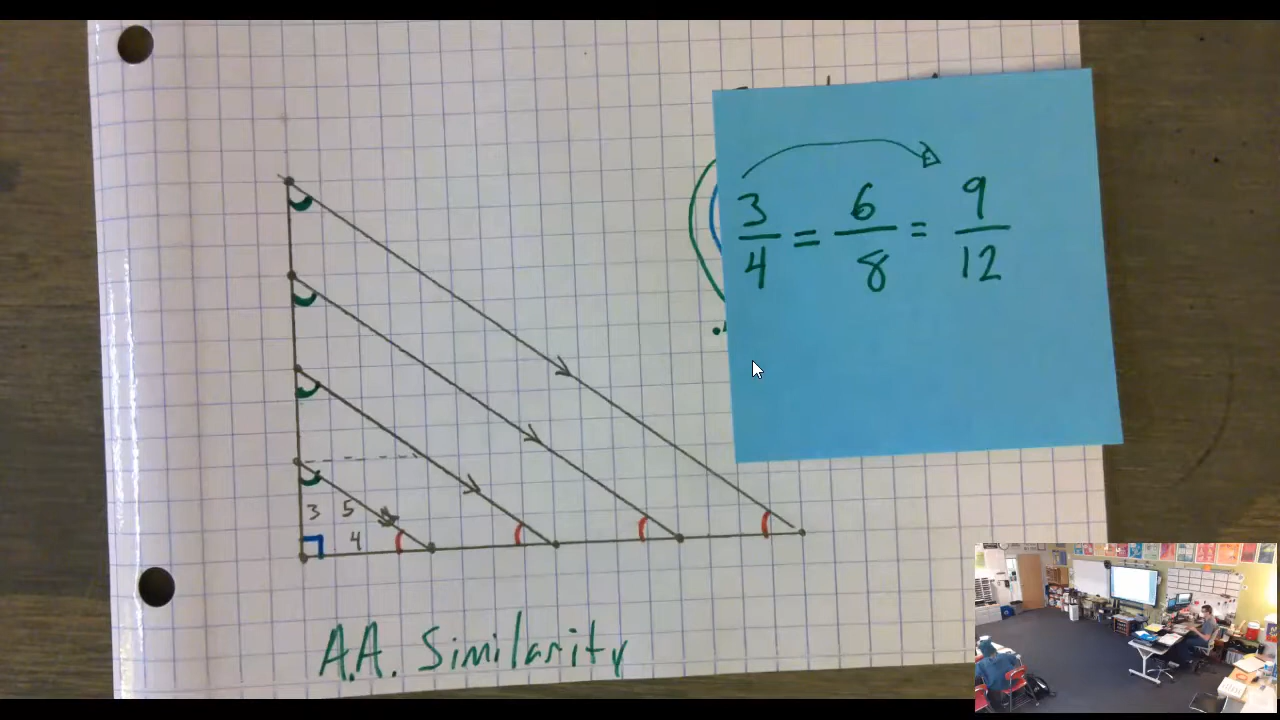 3/4 = 6/8 = 9/12
3 5
4
A.A. Similarity